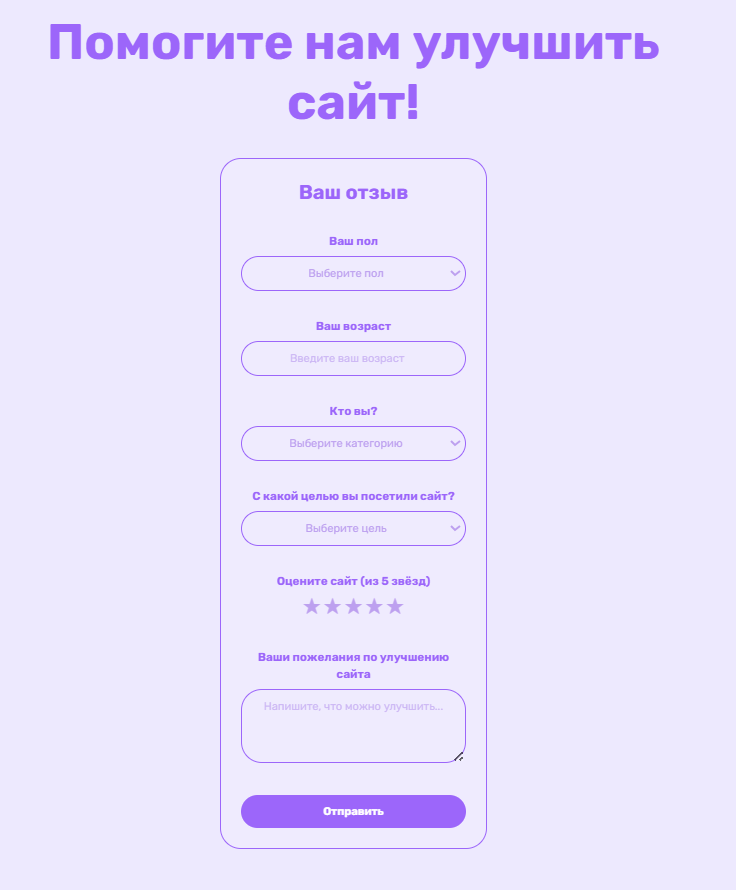 Помогите нам улучшить
сайт!
Ваш отзыв
Ваш пол
Выберите пол
Ваш возраст
Введите ваш возраст
Кто вы?
Выберите категорию
С какой целью вы посетили сайт?
Выберите цель
Оцените сайт (из 5 звёзд)
★★★★★
Ваши пожелания по улучшению
сайта
Напишите, что можно улучшить...
Отправить